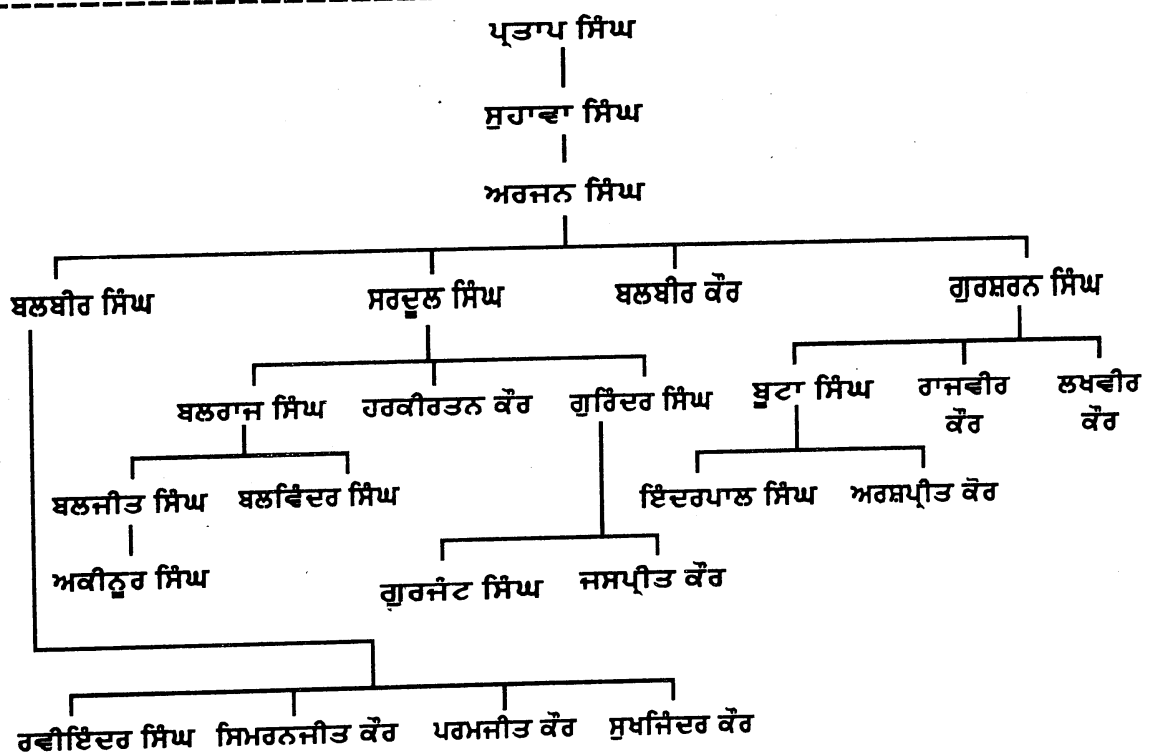 ਪ੍ਰਤਾਪ ਸਿੰਘ
ਸੁਹਾਵਾ ਸਿੰਘ
ਅਰਜਨ ਸਿੰਘ
ਬਲਬੀਰ ਸਿੰਘ ਸਰਦੂਲ ਸਿੰਘ ਬਲਬੀਰ ਕੌਰ ਗੁਰਸ਼ਰਨ ਸਿੰਘ
ਬਲਰਾਜ ਸਿੰਘ ਹਰਕੀਰਤਨ ਕੌਰ ਗੁਰਿੰਦਰ ਸਿੰਘ ਬੂਟਾ ਸਿੰਘ ਰਾਜਵੀਰ ਲਖਵੀਰ
ਕੌਰ ਕੌਰ
ਬਲਜੀਤ ਸਿੰਘ ਬਲਵਿੰਦਰ ਸਿੰਘ ਇੰਦਰਪਾਲ ਸਿੰਘ ਅਰਸ਼ਪ੍ਰੀਤ ਕੋਰ
ਅਕੀਨੂਰ ਸਿੰਘ ਗੁਰਜੰਟ ਸਿੰਘ ਜਸਪ੍ਰੀਤ ਕੌਰ
ਰਵੀਇੰਦਰ ਸਿੰਘ ਸਿਮਰਨਜੀਤ ਕੌਰ ਪਰਮਜੀਤ ਕੌਰ ਸੁਖਜਿੰਦਰ ਕੌਰ